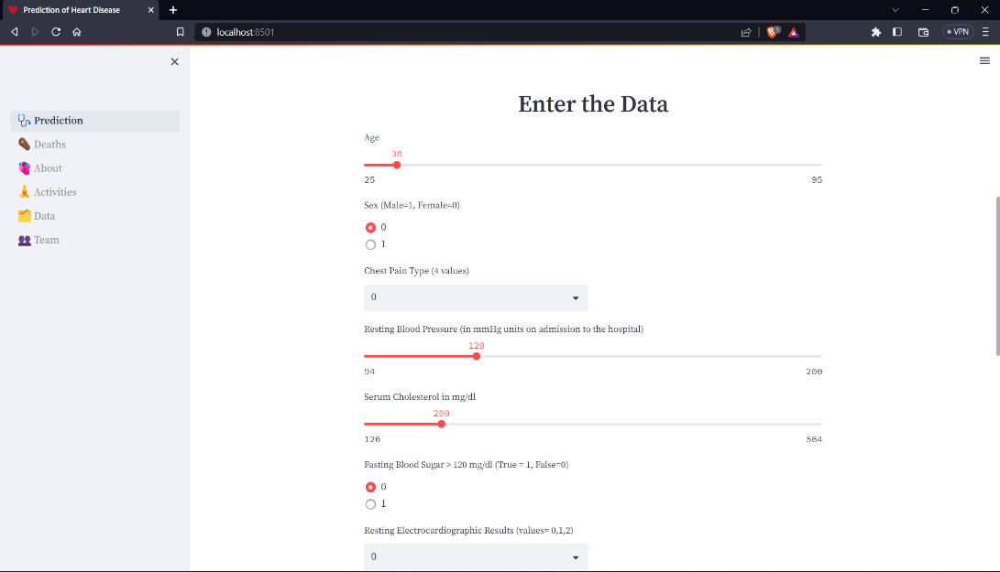 Prediction of Heart Disease
localhost:8501
1
VPN
Prediction
Deaths
About
Activities
Data
Team
Enter the Data
Age
30
25 95
Sex (Male=1, Female=0)
0
1
Chest Pain Type (4 values)
0
Resting Blood Pressure (in mmHg units on admission to the hospital)
120
94 200
Serum Cholesterol in mg/dl
200
126 564
Fasting Blood Sugar > 120 mg/dl (True = 1, False=0)
0
1
Resting Electrocardiographic Results (values= 0,1,2)
0